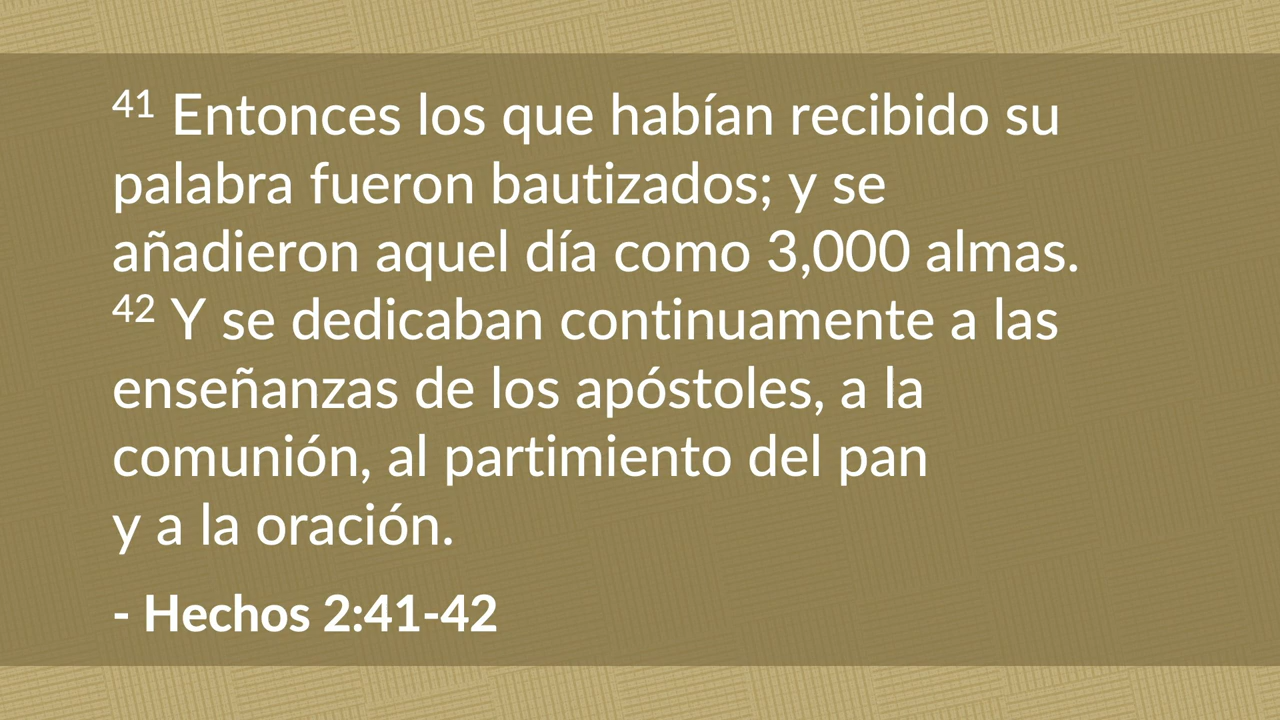 41 Entonces los que habían recibido su
palabra fueron bautizados; y se
añadieron aquel día como 3,000 almas.
42 Y se dedicaban continuamente a las
enseñanzas de los apóstoles, a la
comunión, al partimiento del pan
y a la oración.
- Hechos 2:41-42